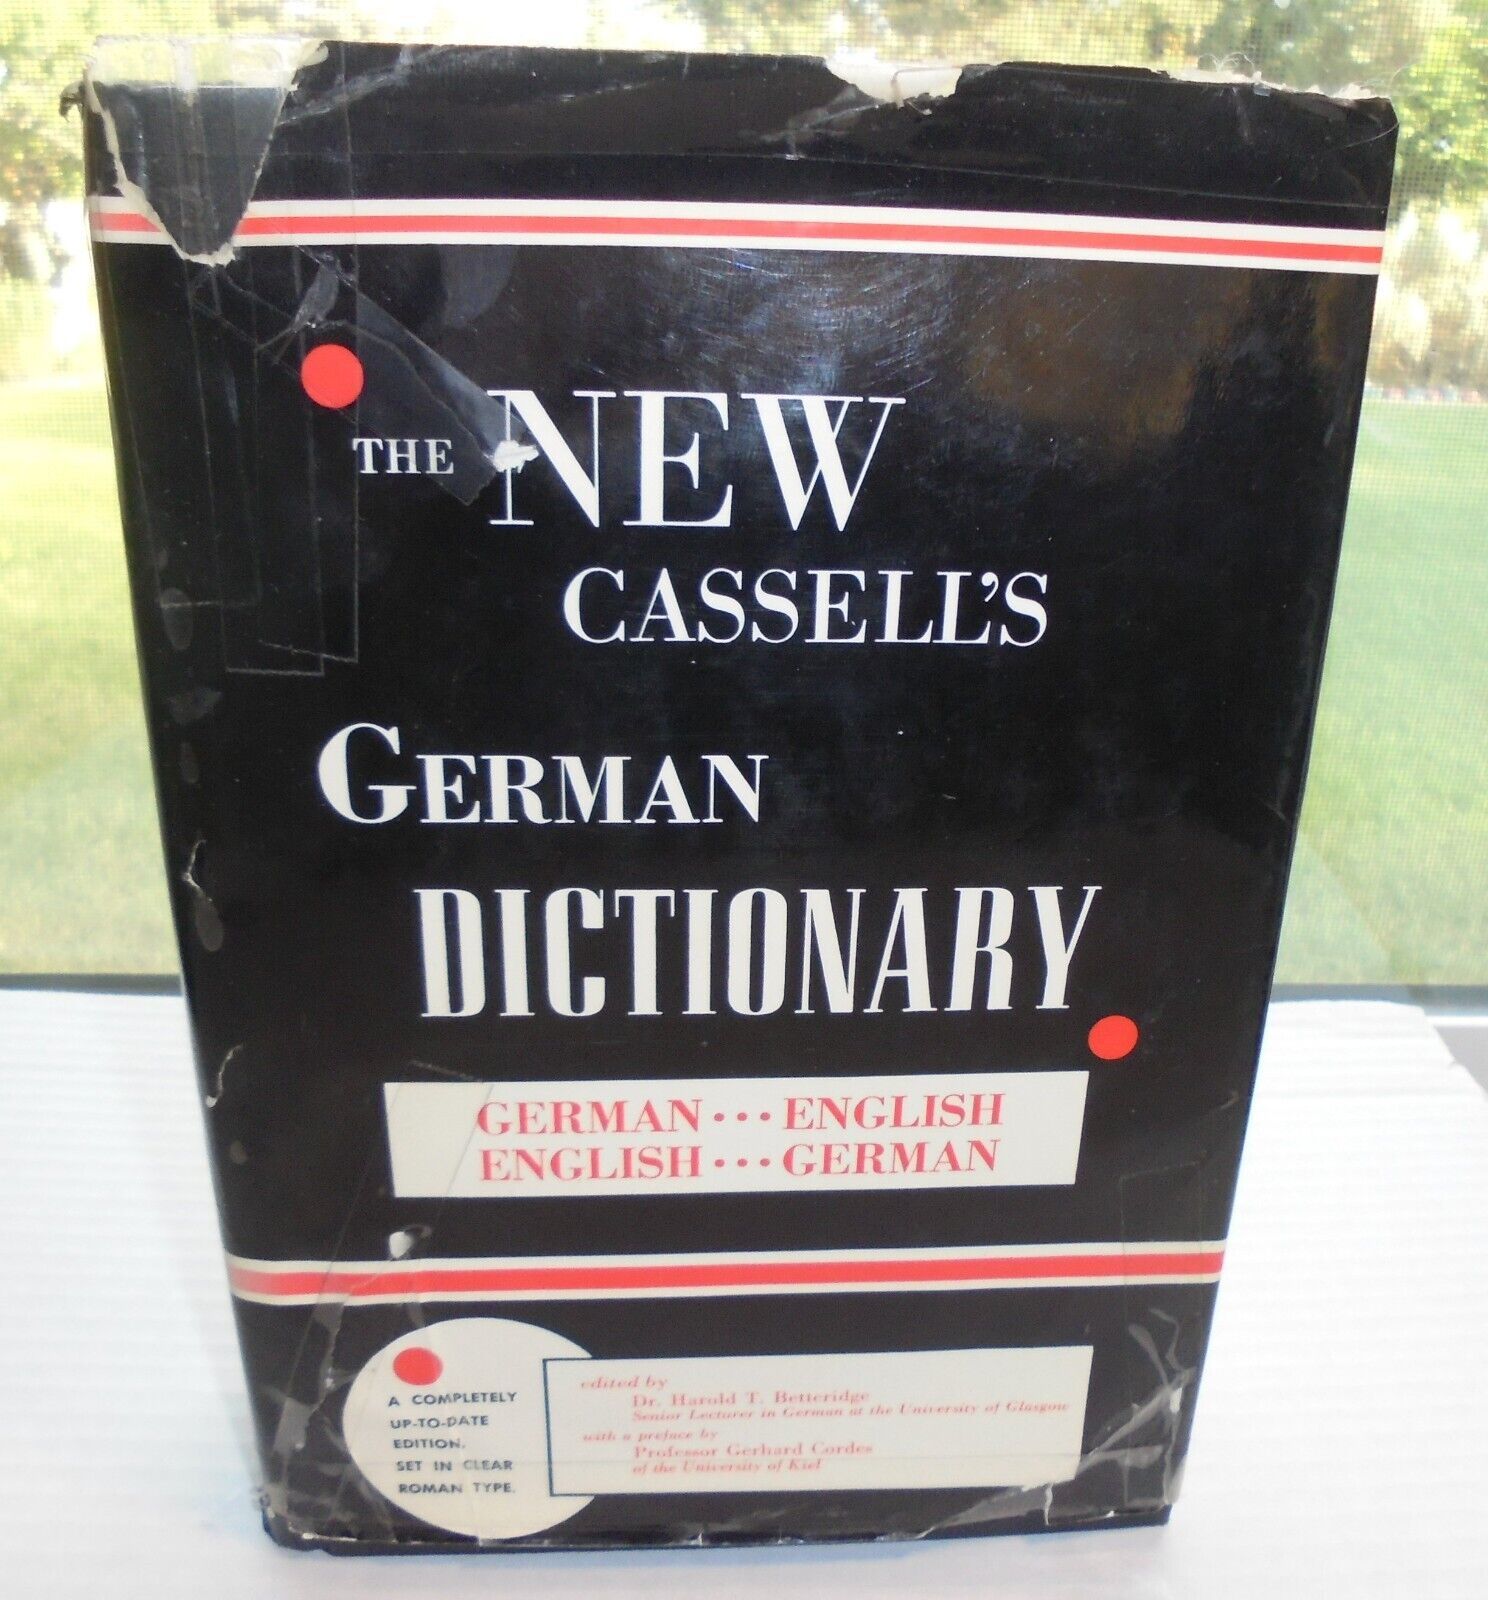 THE NEW
CASSELL'S
GERMAN
DICTIONARY
GERMAN ••• ENGLISH
ENGLISH ••• GERMAN
A COMPLETELY
UP-TO-DATE
EDITION.
SET IN CLEAR
ROMAN TYPE.
edited by
Dr. Harold T. Betteridge
Senior Lecturer in German at the University of Glasgow
with a preface by
Professor Gerhard Cordes
of the University of Kiel